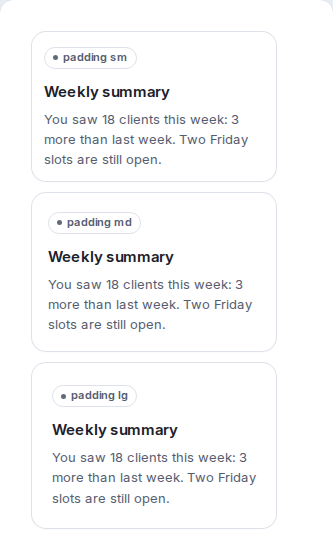 padding sm
Weekly summary
You saw 18 clients this week: 3
more than last week. Two Friday
slots are still open.
padding md
Weekly summary
You saw 18 clients this week: 3
more than last week. Two Friday
slots are still open.
padding lg
Weekly summary
You saw 18 clients this week: 3
more than last week. Two Friday
slots are still open.